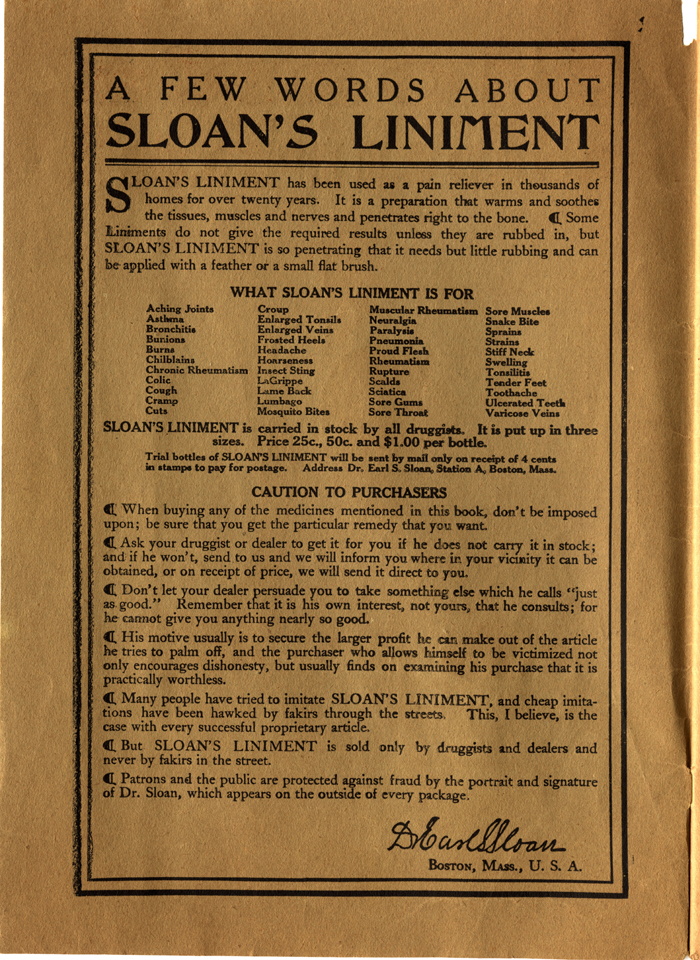 A FEW WORDS ABOUT
SLOAN'S LINIMENT
SLOAN'S LINIMENT has been used as a pain reliever in thousands of
homes for over twenty years. It is a preparation that warms and soothes
the tissues, muscles and nerves and penetrates right to the bone. ¶ Some
Liniments do not give the required results unless they are rubbed in, but
SLOAN'S LINIMENT is so penetrating that it needs but little rubbing and can
be applied with a feather or a small flat brush.
WHAT SLOAN'S LINIMENT IS FOR
Aching Joints
Asthma
Bronchitis
Bunions
Burns
Chilblains
Chronic Rheumatism
Colic
Cough
Cramp
Cuts
Croup
Enlarged Tonsils
Enlarged Veins
Frosted Heels
Headache
Hoarseness
Insect Sting
LaGrippe
Lame Back
Lumbago
Mosquito Bites
Muscular Rheumatism
Neuralgia
Paralysis
Pneumonia
Proud Flesh
Rheumatism
Rupture
Scalds
Sciatica
Sore Gums
Sore Throat
Sore Muscles
Snake Bite
Sprains
Strains
Stiff Neck
Swelling
Tonsilitis
Tender Feet
Toothache
Ulcerated Teeth
Varicose Veins
SLOAN'S LINIMENT is carried in stock by all druggists. It is put up in three
sizes. Price 25c., 50c. and $1.00 per bottle.
Trial bottles of SLOAN'S LINIMENT will be sent by mail only on receipt of 4 cents
in stamps to pay for postage. Address Dr. Earl S. Sloan, Station A, Boston, Mass.
CAUTION TO PURCHASERS
¶ When buying any of the medicines mentioned in this book, don't be imposed
upon; be sure that you get the particular remedy that you want.
¶ Ask your druggist or dealer to get it for you if he does not carry it in stock;
and if he won't, send to us and we will inform you where in your vicinity it can be
obtained, or on receipt of price, we will send it direct to you.
¶ Don't let your dealer persuade you to take something else which he calls "just
as good." Remember that it is his own interest, not yours, that he consults; for
he cannot give you anything nearly so good.
¶ His motive usually is to secure the larger profit he can make out of the article
he tries to palm off, and the purchaser who allows himself to be victimized not
only encourages dishonesty, but usually finds on examining his purchase that it is
practically worthless.
¶ Many people have tried to imitate SLOAN'S LINIMENT, and cheap imita-
tions have been hawked by fakirs through the streets. This, I believe, is the
case with every successful proprietary article.
¶ But SLOAN'S LINIMENT is sold only by druggists and dealers and
never by fakirs in the street.
¶ Patrons and the public are protected against fraud by the portrait and signature
of Dr. Sloan, which appears on the outside of every package.
Dr Earl S Sloan
BOSTON, MASS., U. S. A.